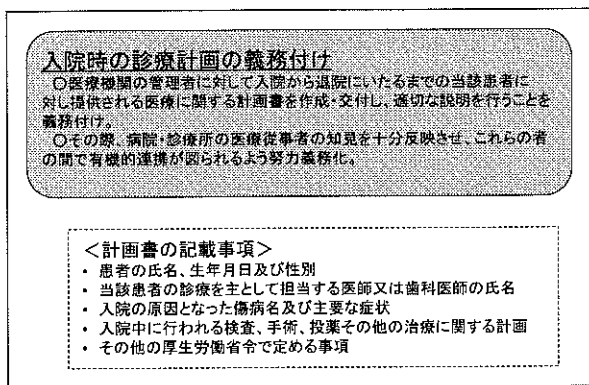 入院時の診療計画の義務付け
○医療機関の管理者に対して入院から退院にいたるまでの当該患者に
対し提供される医療に関する計画書を作成・交付し、適切な説明を行うことを
義務付け。
○その際、病院・診療所の医療従事者の知見を十分反映させ、これらの者
の間で有機的連携が図られるよう努力義務化。
＜計画書の記載事項＞
・ 患者の氏名、生年月日及び性別
・ 当該患者の診療を主として担当する医師又は歯科医師の氏名
・ 入院の原因となった傷病名及び主要な症状
・ 入院中に行われる検査、手術、投薬その他の治療に関する計画
・ その他の厚生労働省令で定める事項